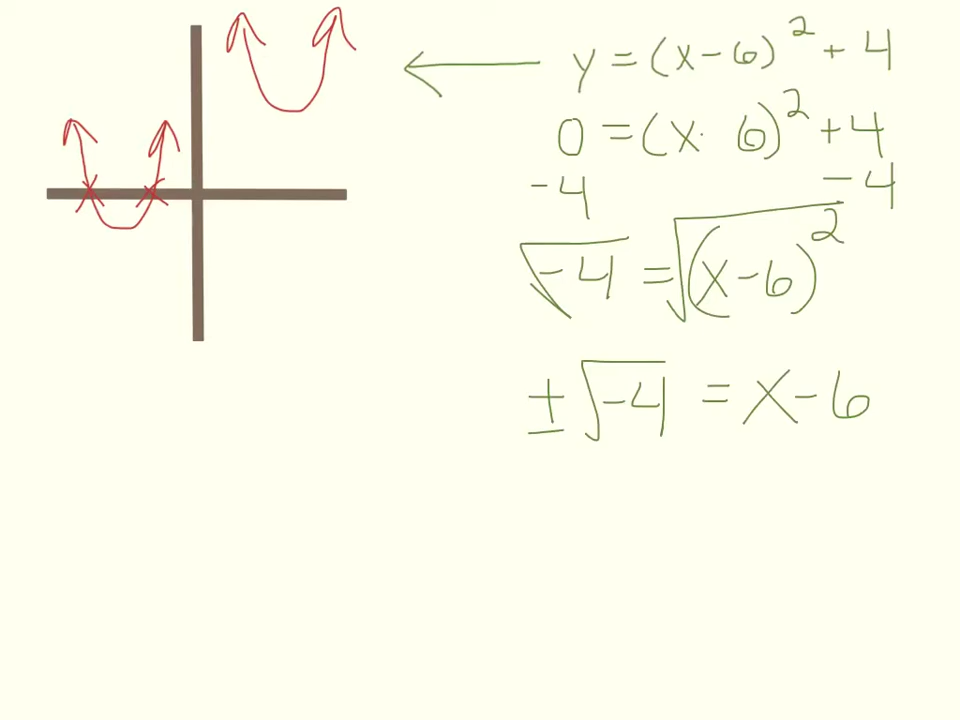 y = (x - 6)² + 4
0 = (x · 6)² + 4
-4 -4
√-4 = √(x - 6)²
± √-4 = x - 6